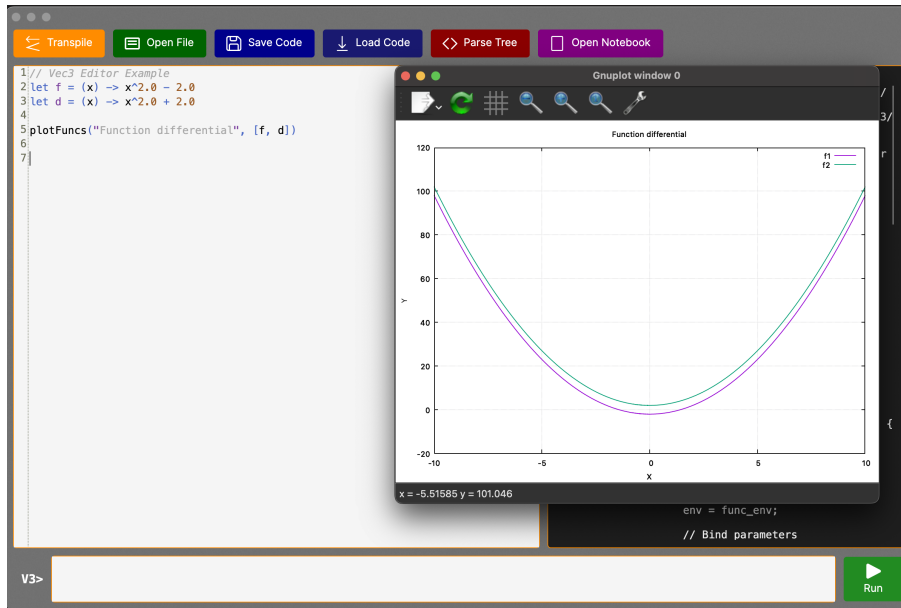 Transpile
Open File
Save Code
Load Code
Parse Tree
Open Notebook
1 // Vec3 Editor Example
2 let f = (x) -> x^2.0 - 2.0
3 let d = (x) -> x^2.0 + 2.0
4
5 plotFuncs("Function differential", [f, d])
6
7
Gnuplot window 0
Function differential
f1
f2
120
100
80
60
40
20
0
-20
Y
-10 -5 0 5 10
X
x = -5.51585 y = 101.046
/
3/
r
{
env = func_env;
// Bind parameters
V3>
Run